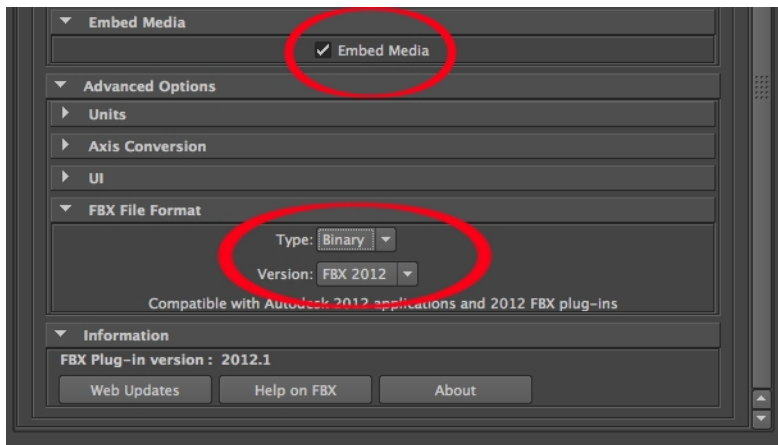 Embed Media
Embed Media
Advanced Options
Units
Axis Conversion
UI
FBX File Format
Type: Binary
Version: FBX 2012
Compatible with Autodesk 2012 applications and 2012 FBX plug-ins
Information
FBX Plug-in version : 2012.1
Web Updates Help on FBX About